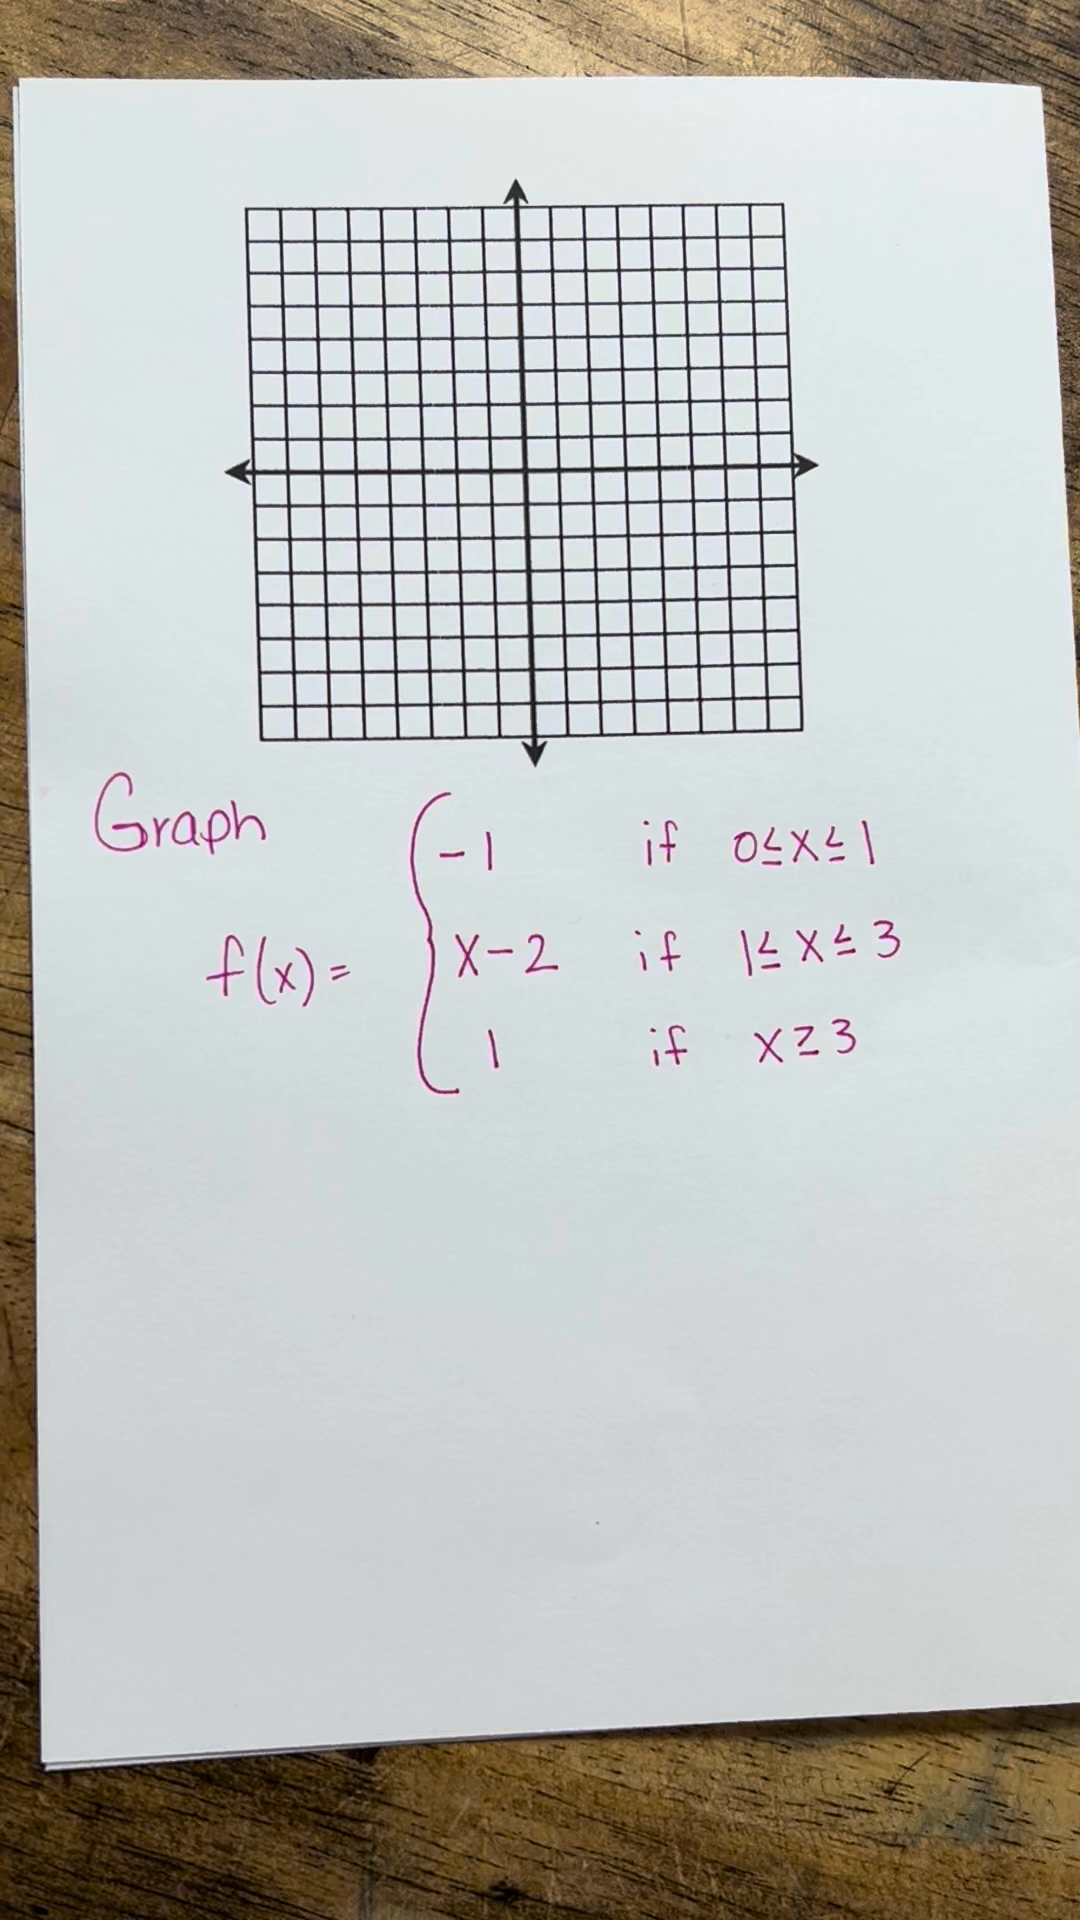 Graph
f(x) = { -1 if 0≤x≤1
x-2 if 1≤x≤3
1 if x≥3